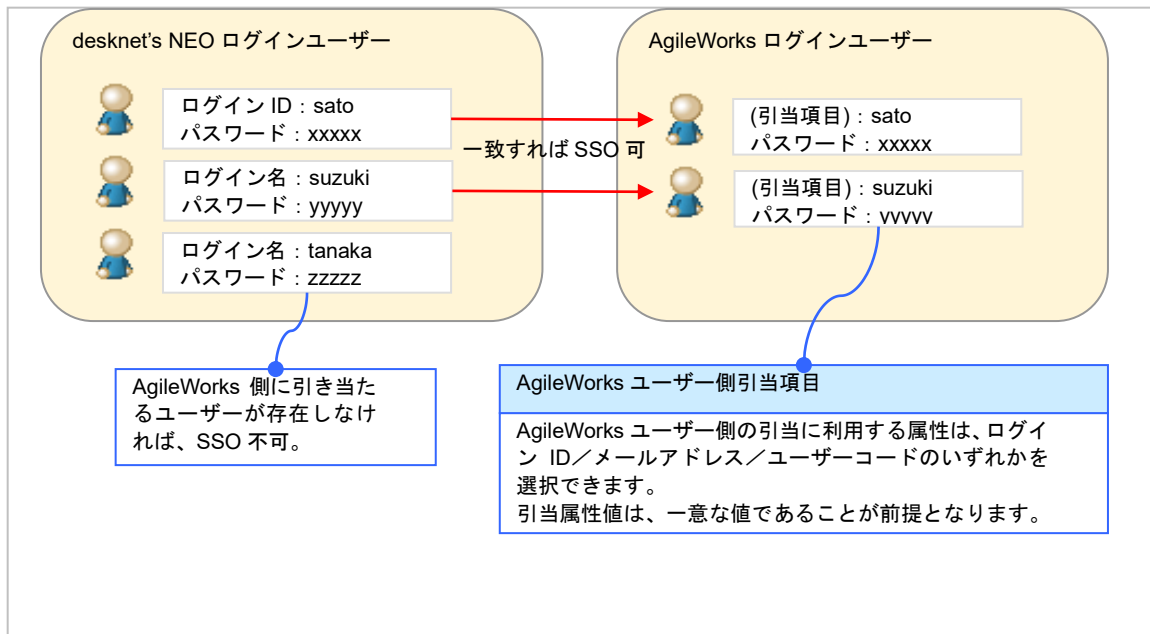 desknet's NEO ログインユーザー
ログイン ID：sato
パスワード：xxxxx
ログイン名：suzuki
パスワード：yyyyy
ログイン名：tanaka
パスワード：zzzzz
一致すれば SSO 可
AgileWorks ログインユーザー
(引当項目)：sato
パスワード：xxxxx
(引当項目)：suzuki
パスワード：yyyyy
AgileWorks 側に引き当た
るユーザーが存在しなけ
れば、SSO 不可。
AgileWorks ユーザー側引当項目
AgileWorks ユーザー側の引当に利用する属性は、ログイ
ン ID／メールアドレス／ユーザーコードのいずれかを
選択できます。
引当属性値は、一意な値であることが前提となります。